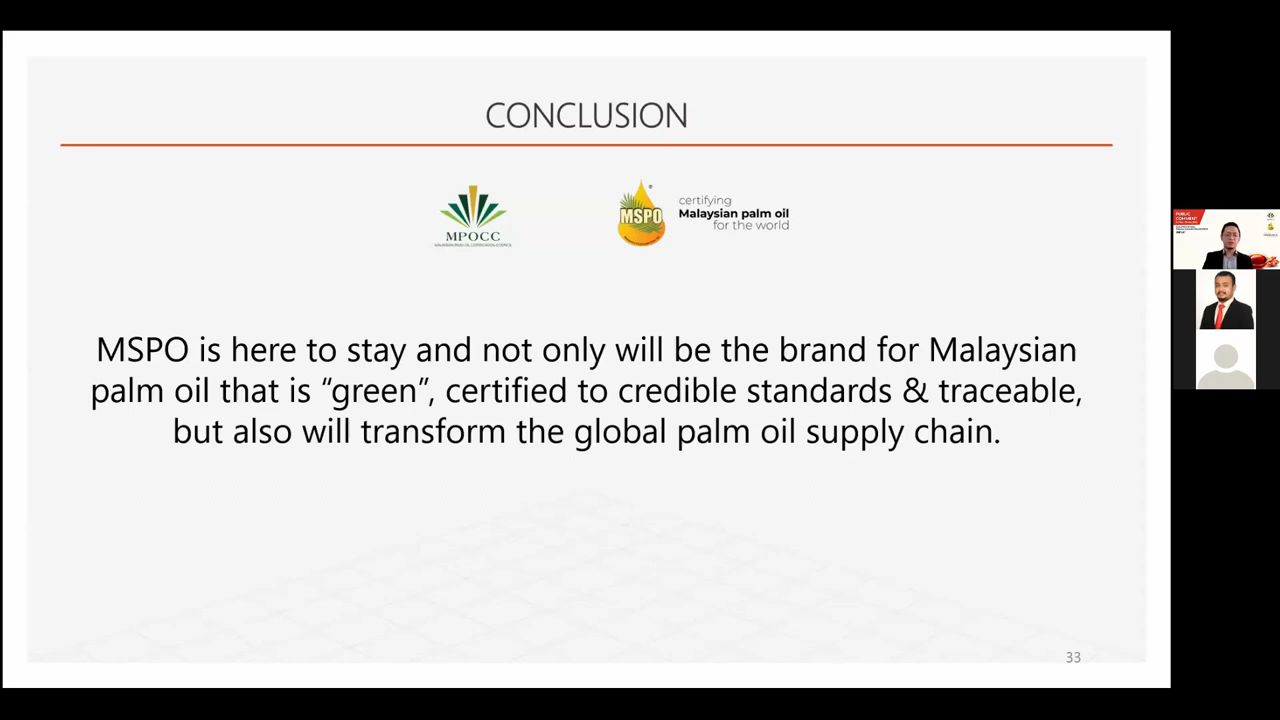 CONCLUSION
MPOCC
MALAYSIAN PALM OIL CERTIFICATION COUNCIL
MSPO
®
certifying
Malaysian palm oil
for the world
MSPO is here to stay and not only will be the brand for Malaysian
palm oil that is “green”, certified to credible standards & traceable,
but also will transform the global palm oil supply chain.
33
PUBLIC
COMMENT